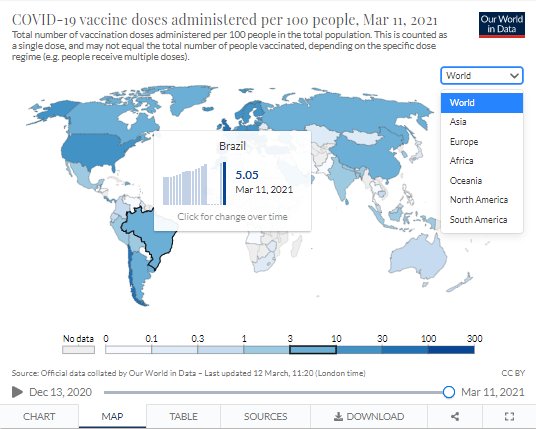 COVID-19 vaccine doses administered per 100 people, Mar 11, 2021
Our World
in Data
Total number of vaccination doses administered per 100 people in the total population. This is counted as
a single dose, and may not equal the total number of people vaccinated, depending on the specific dose
regime (e.g. people receive multiple doses).
World
World
Asia
Europe
Africa
Oceania
North America
South America
Brazil
5.05
Mar 11, 2021
Click for change over time
No data 0 0.1 0.3 1 3 10 30 100 300
Source: Official data collated by Our World in Data – Last updated 12 March, 11:20 (London time) CC BY
Dec 13, 2020 Mar 11, 2021
CHART MAP TABLE SOURCES DOWNLOAD